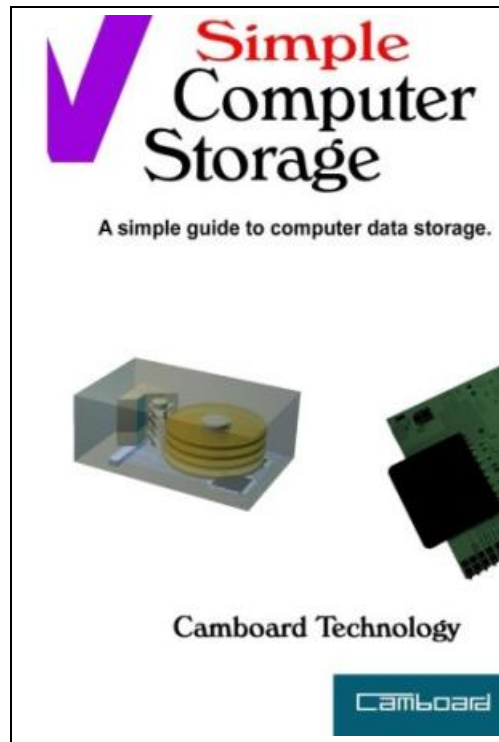 Simple
Computer
Storage
A simple guide to computer data storage.
Camboard Technology
Camboard